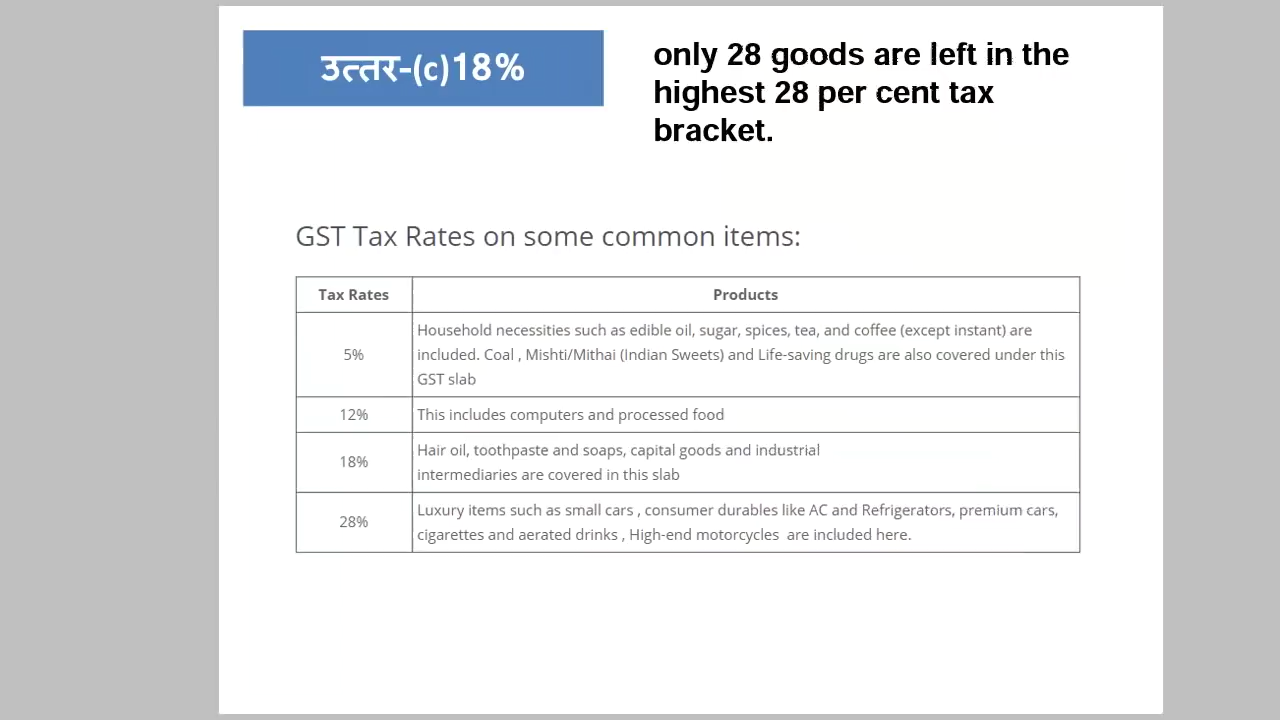 उत्तर-(c)18%
only 28 goods are left in the
highest 28 per cent tax
bracket.
GST Tax Rates on some common items:
Tax Rates Products
5% Household necessities such as edible oil, sugar, spices, tea, and coffee (except instant) are
included. Coal , Mishti/Mithai (Indian Sweets) and Life-saving drugs are also covered under this
GST slab
12% This includes computers and processed food
18% Hair oil, toothpaste and soaps, capital goods and industrial
intermediaries are covered in this slab
28% Luxury items such as small cars , consumer durables like AC and Refrigerators, premium cars,
cigarettes and aerated drinks , High-end motorcycles are included here.